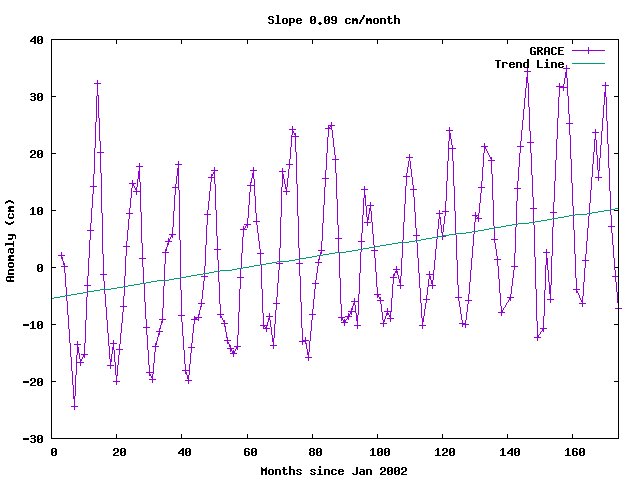 Slope 0.09 cm/month
GRACE
Trend Line
40
30
20
10
0
-10
-20
-30
Anomaly (cm)
0 20 40 60 80 100 120 140 160
Months since Jan 2002